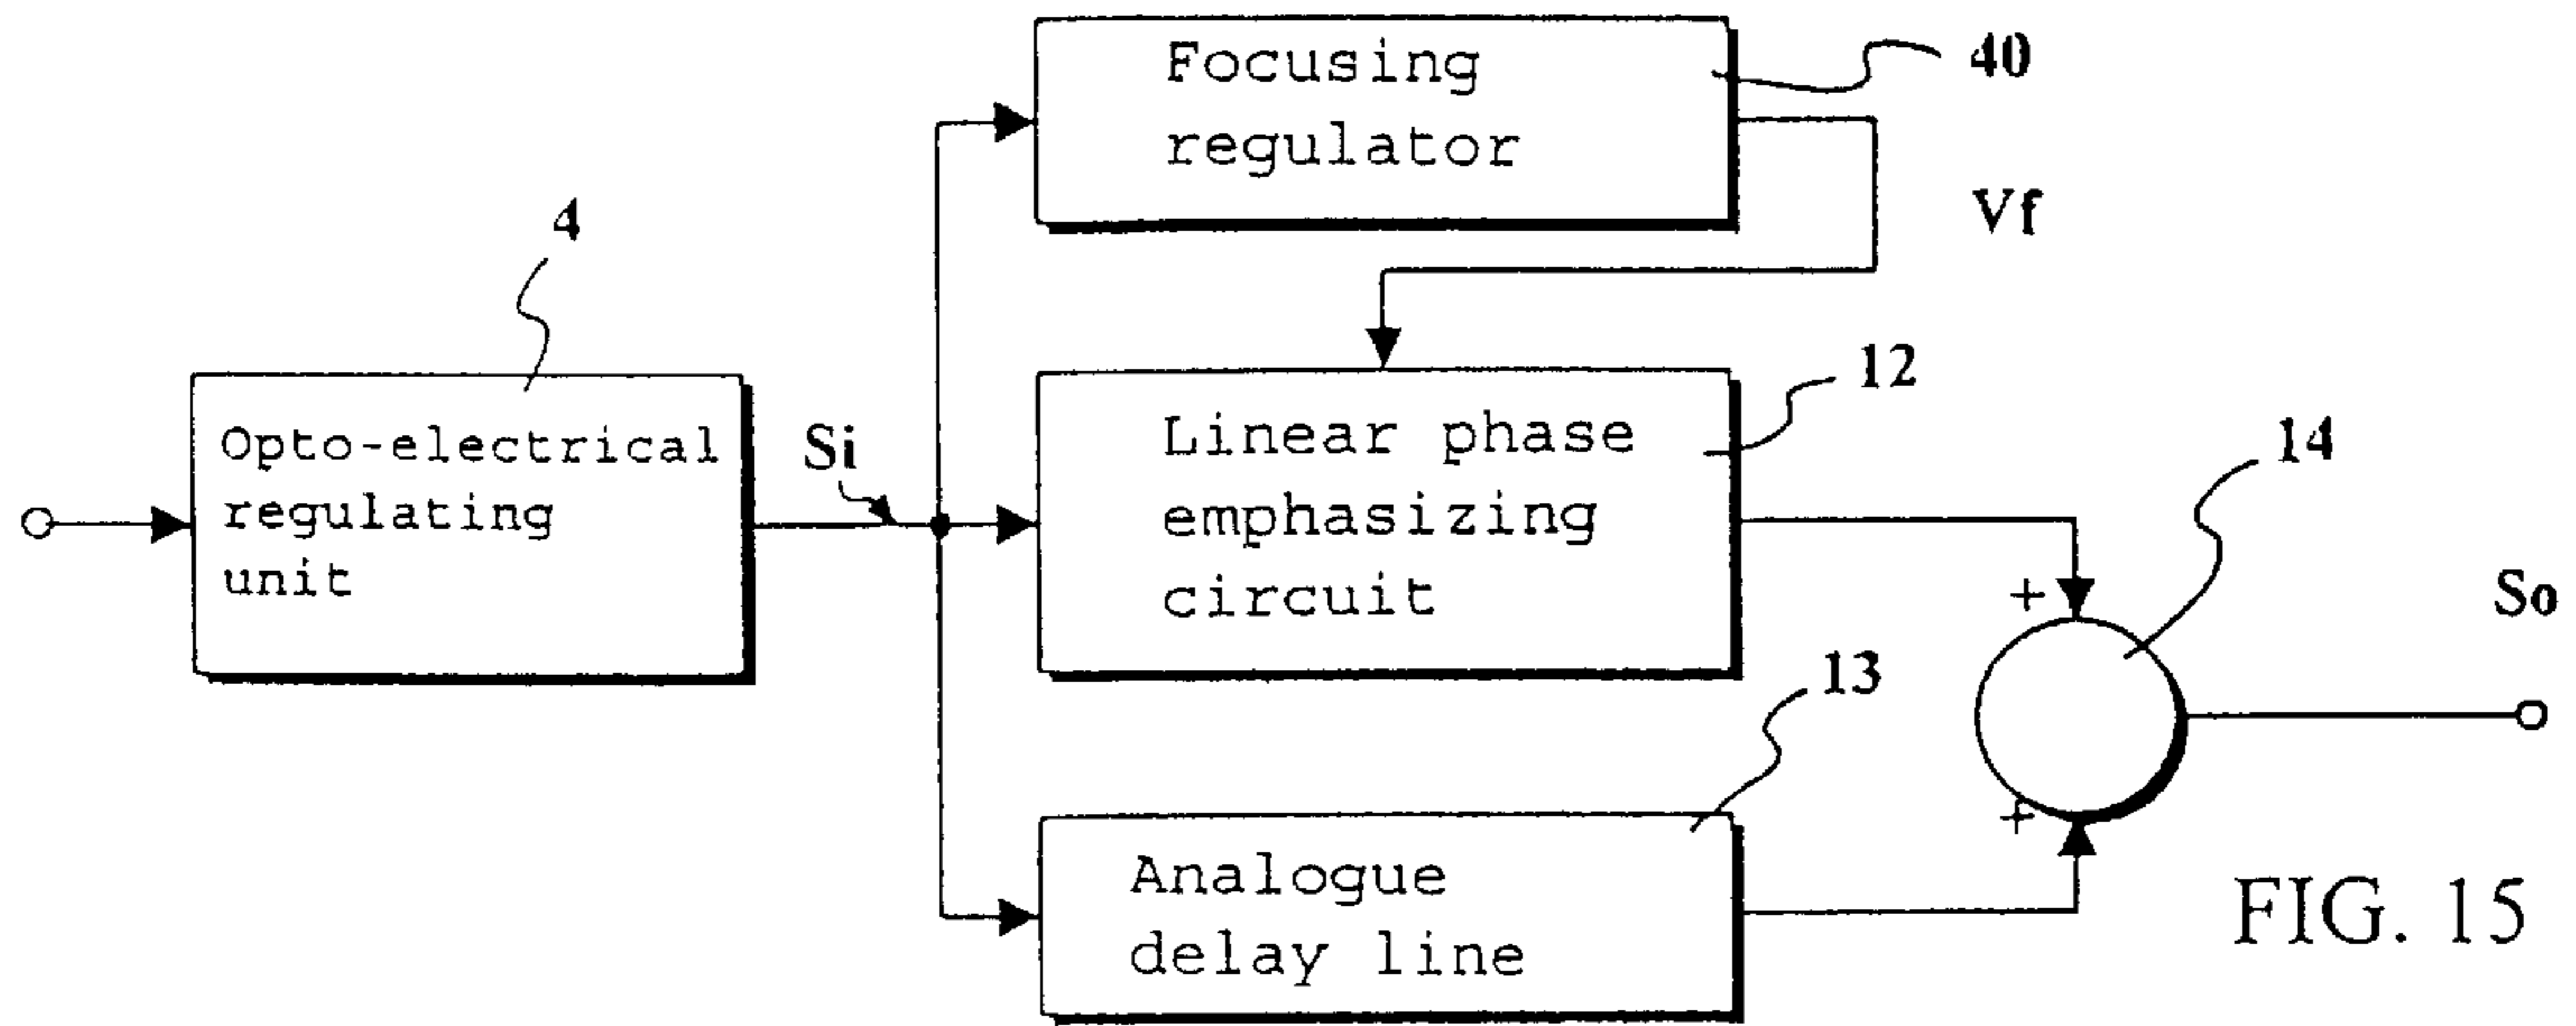 Focusing
regulator
40
Vf
4
Opto-electrical
regulating
unit
Si
Linear phase
emphasizing
circuit
12
14
+
So
13
+
Analogue
delay line
FIG. 15